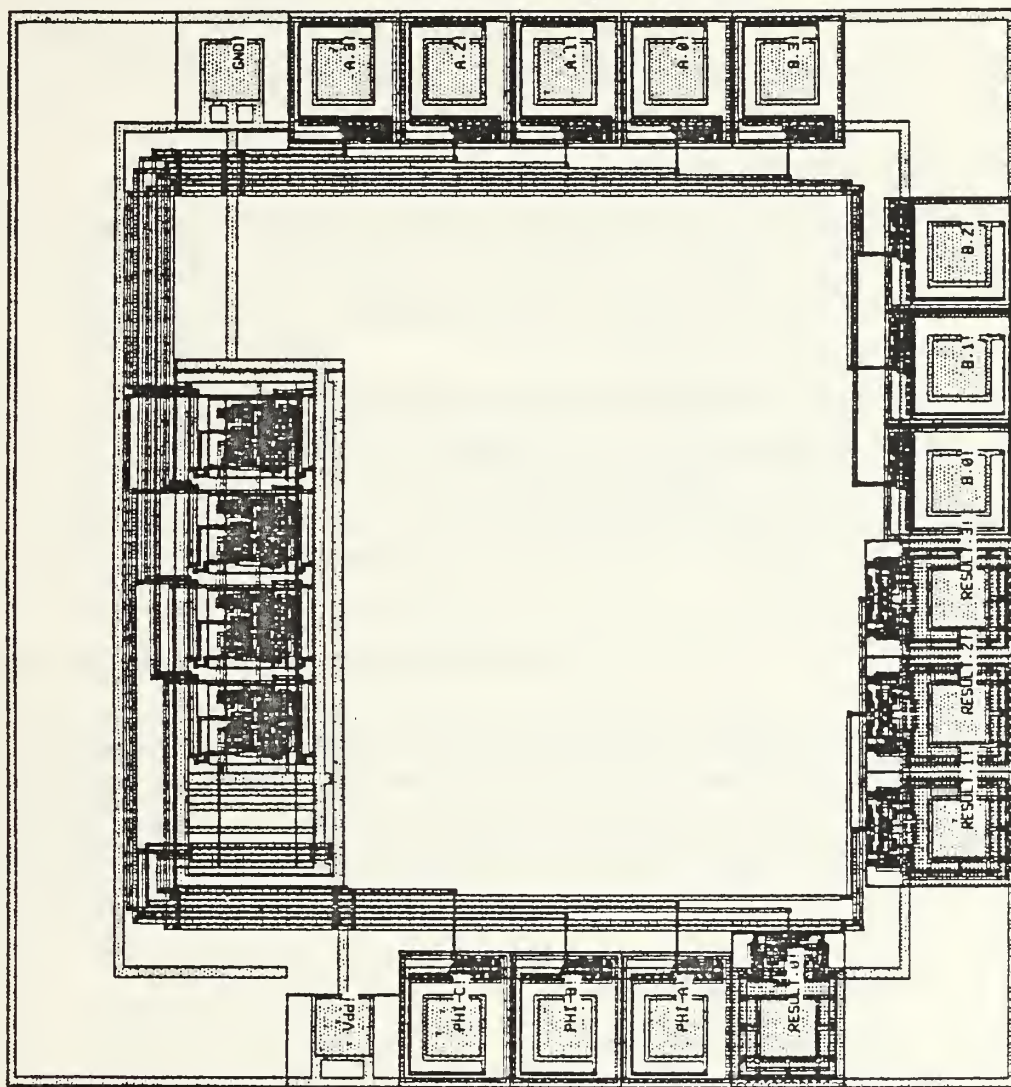 GND!
A.3!
A.2!
A.1!
A.0!
B.3!
B.2!
B.1!
B.0!
RESULT.3!
RESULT.2!
RESULT.1!
Vdd!
PHI-C!
PHI-B!
PHI-A!
RESULT.0!